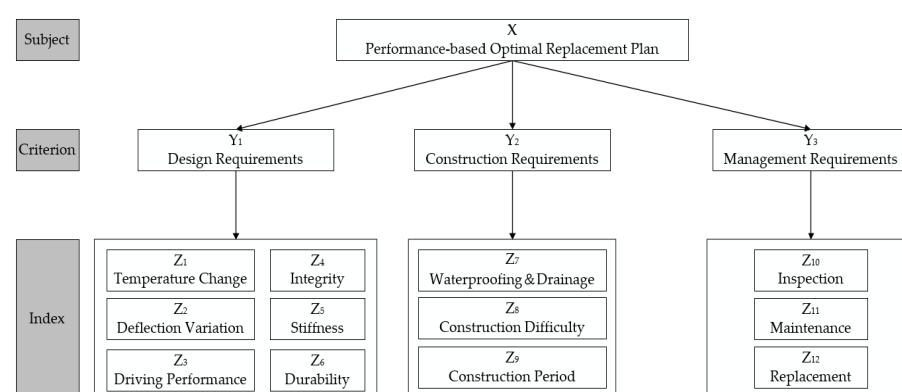 Subject
X
Performance-based Optimal Replacement Plan
Criterion
Y1
Design Requirements
Y2
Construction Requirements
Y3
Management Requirements
Index
Z1
Temperature Change
Z4
Integrity
Z2
Deflection Variation
Z5
Stiffness
Z3
Driving Performance
Z6
Durability
Z7
Waterproofing & Drainage
Z8
Construction Difficulty
Z9
Construction Period
Z10
Inspection
Z11
Maintenance
Z12
Replacement